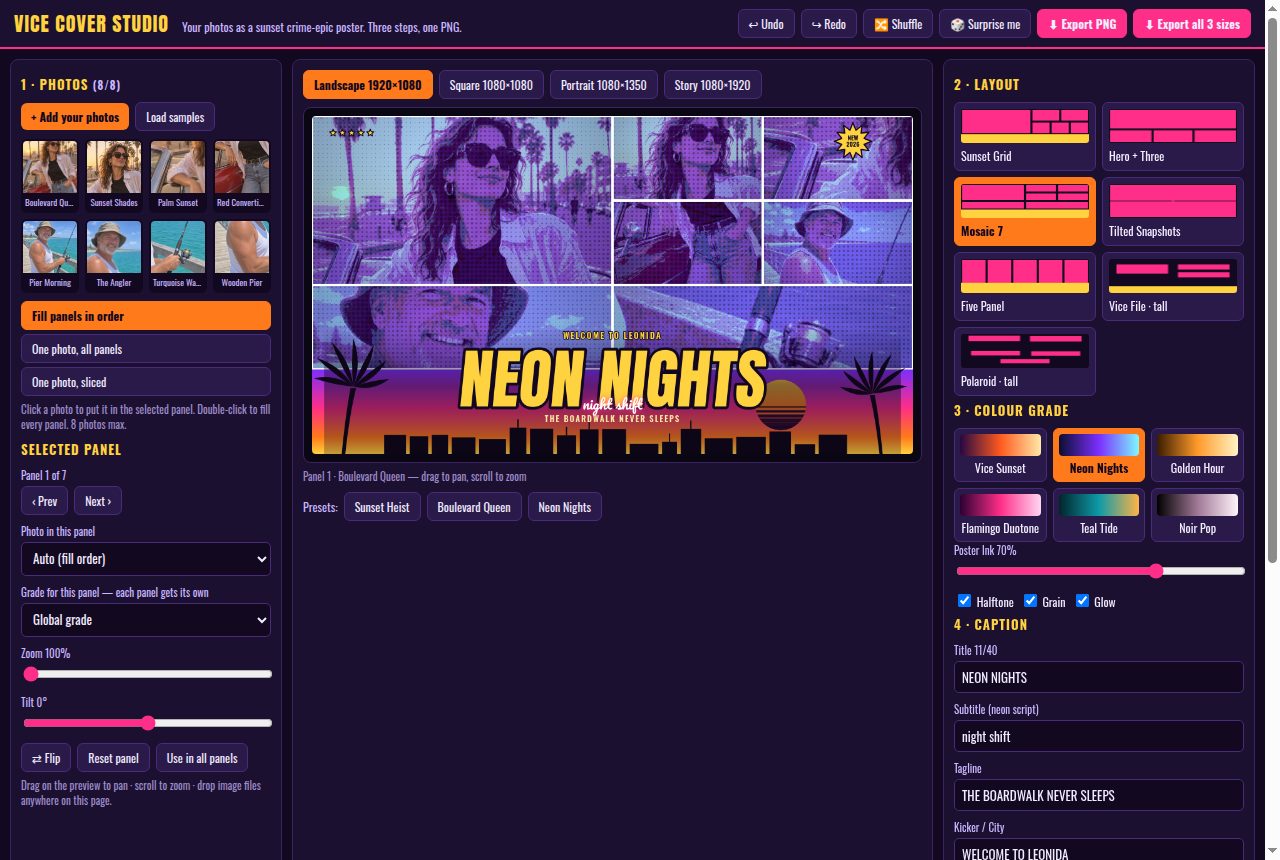 VICE COVER STUDIO
Your photos as a sunset crime-epic poster. Three steps, one PNG.
↩ Undo
↪ Redo
🔀 Shuffle
🎲 Surprise me
⬇ Export PNG
⬇ Export all 3 sizes
1 · PHOTOS (8/8)
+ Add your photos
Load samples
Boulevard Qu...
Sunset Shades
Palm Sunset
Red Converti...
Pier Morning
The Angler
Turquoise Wa...
Wooden Pier
Fill panels in order
One photo, all panels
One photo, sliced
Click a photo to put it in the selected panel. Double-click to fill
every panel. 8 photos max.
SELECTED PANEL
Panel 1 of 7
‹ Prev
Next ›
Photo in this panel
Auto (fill order)
Grade for this panel — each panel gets its own
Global grade
Zoom 100%
Tilt 0°
⇄ Flip
Reset panel
Use in all panels
Drag on the preview to pan · scroll to zoom · drop image files
anywhere on this page.
Landscape 1920×1080
Square 1080×1080
Portrait 1080×1350
Story 1080×1920
NEW
2026
WELCOME TO LEONIDA
NEON NIGHTS
night shift
THE BOARDWALK NEVER SLEEPS
Panel 1 · Boulevard Queen — drag to pan, scroll to zoom
Presets:
Sunset Heist
Boulevard Queen
Neon Nights
2 · LAYOUT
Sunset Grid
Hero + Three
Mosaic 7
Tilted Snapshots
Five Panel
Vice File · tall
Polaroid · tall
3 · COLOUR GRADE
Vice Sunset
Neon Nights
Golden Hour
Flamingo Duotone
Teal Tide
Noir Pop
Poster Ink 70%
Halftone
Grain
Glow
4 · CAPTION
Title 11/40
NEON NIGHTS
Subtitle (neon script)
night shift
Tagline
THE BOARDWALK NEVER SLEEPS
Kicker / City
WELCOME TO LEONIDA